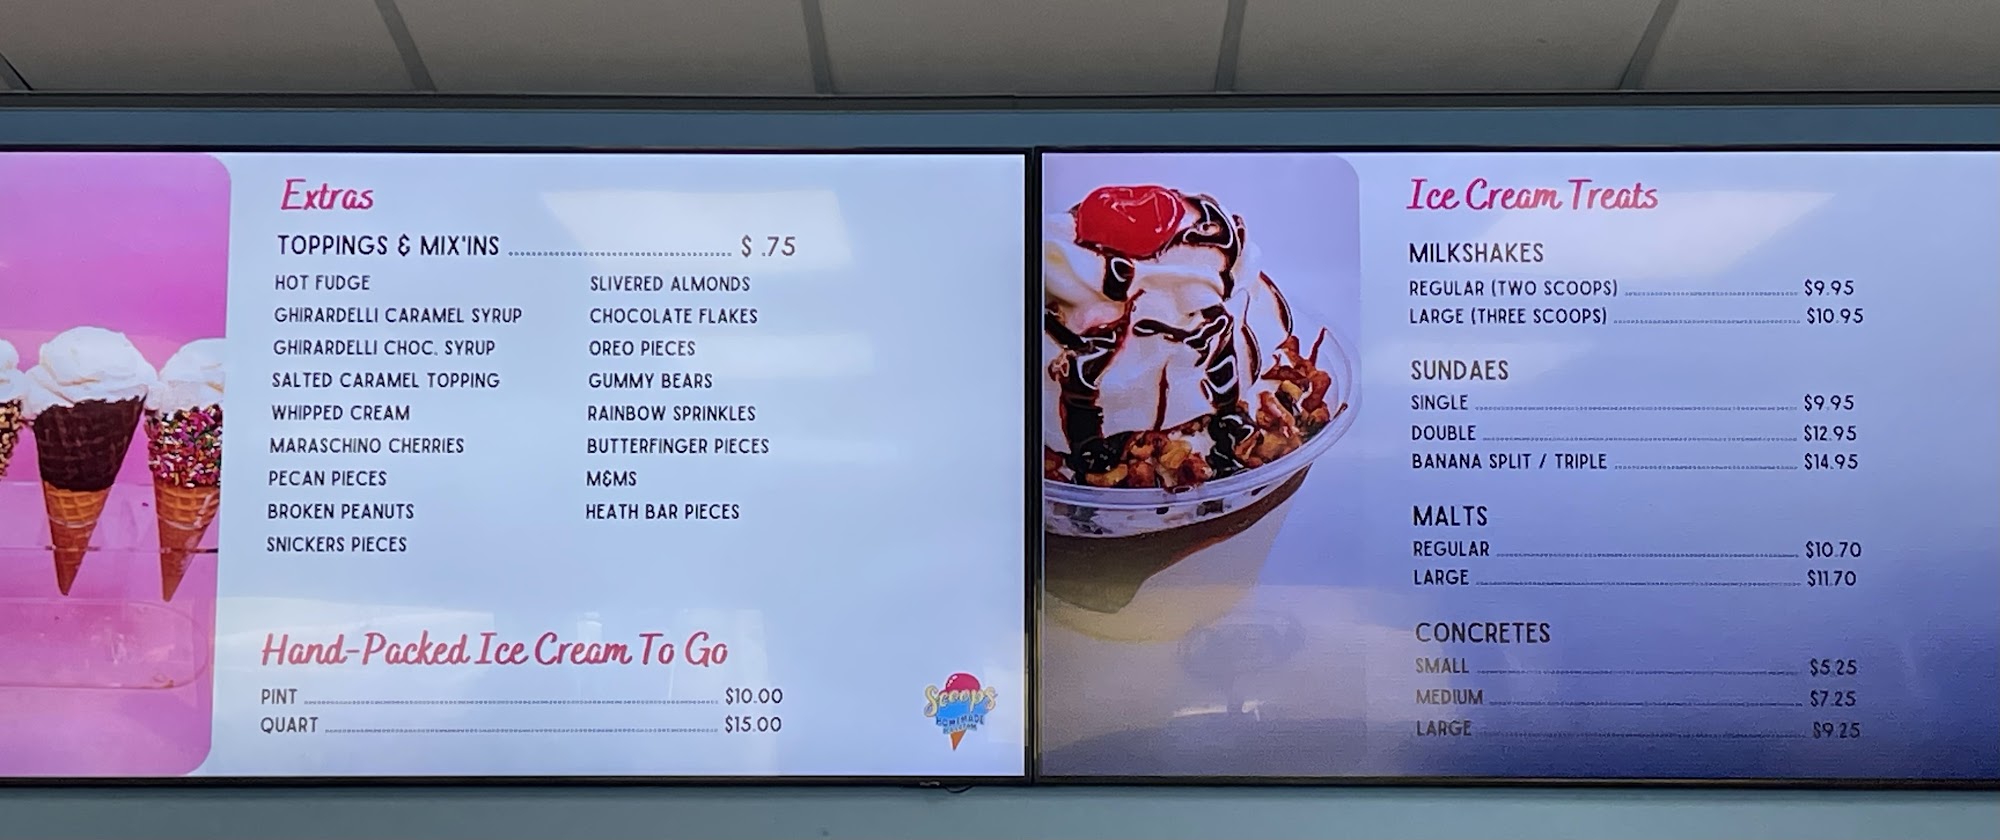 Extras
TOPPINGS & MIX'INS $ .75
HOT FUDGE
GHIRARDELLI CARAMEL SYRUP
GHIRARDELLI CHOC. SYRUP
SALTED CARAMEL TOPPING
WHIPPED CREAM
MARASCHINO CHERRIES
PECAN PIECES
BROKEN PEANUTS
SNICKERS PIECES
SLIVERED ALMONDS
CHOCOLATE FLAKES
OREO PIECES
GUMMY BEARS
RAINBOW SPRINKLES
BUTTERFINGER PIECES
M&MS
HEATH BAR PIECES
Hand-Packed Ice Cream To Go
PINT $10.00
QUART $15.00
Scoops
HOMEMADE
Ice Cream Treats
MILKSHAKES
REGULAR (TWO SCOOPS) $9.95
LARGE (THREE SCOOPS) $10.95
SUNDAES
SINGLE $9.95
DOUBLE $12.95
BANANA SPLIT / TRIPLE $14.95
MALTS
REGULAR $10.70
LARGE $11.70
CONCRETES
SMALL $5.25
MEDIUM $7.25
LARGE $9.25